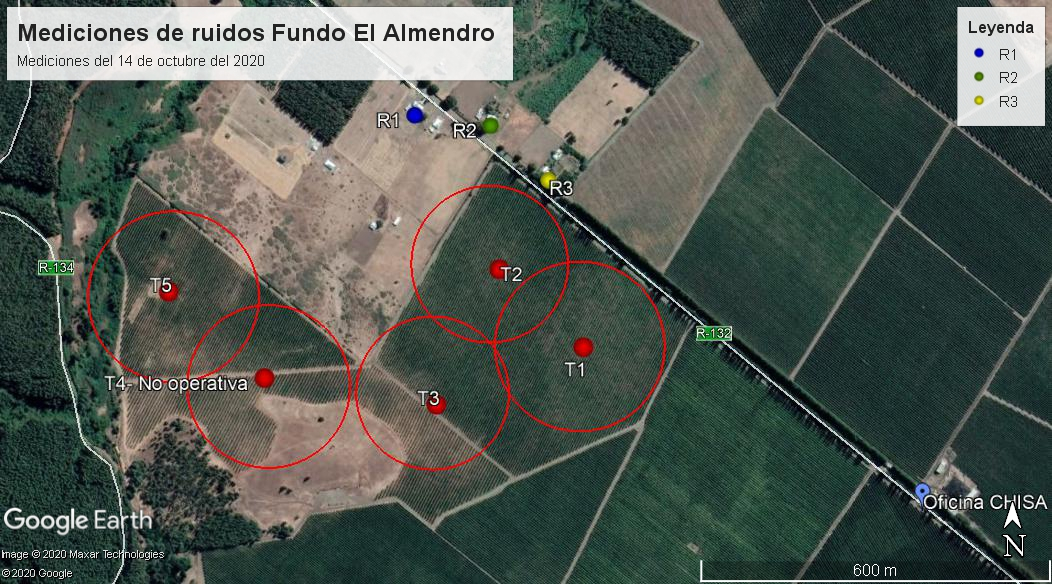 Mediciones de ruidos Fundo El Almendro
Mediciones del 14 de octubre del 2020
Leyenda
R1
R2
R3
R1
R2
R3
T2
T5
R-134
R-132
T1
T4- No operativa
T3
Oficina CHISA
N
Google Earth
Image © 2020 Maxar Technologies
©2020 Google
600 m